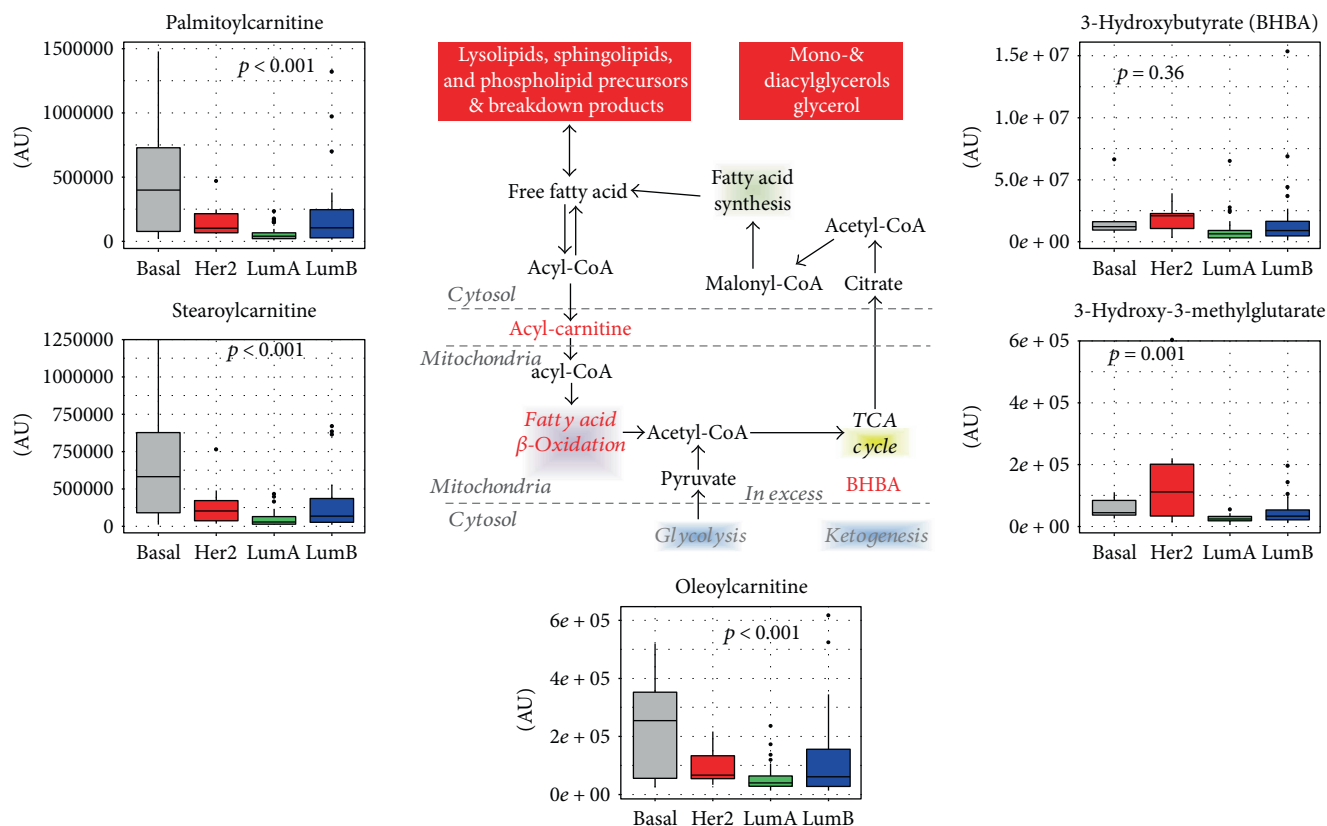 Palmitoylcarnitine
1500000
1000000
500000
0
(AU)
p < 0.001
Basal Her2 LumA LumB
Stearoylcarnitine
1250000
1000000
750000
750000
500000
0
(AU)
p < 0.001
Basal Her2 LumA LumB
Lysolipids, sphingolipids,
and phospholipid precursors
& breakdown products
Mono-&
diacylglycerols
glycerol
Free fatty acid
Fatty acid
synthesis
Acetyl-CoA
Acyl-CoA
Malonyl-CoA
Citrate
Cytosol
Acyl-carnitine
Mitochondria
acyl-CoA
Fatty acid
β-Oxidation
Acetyl-CoA
TCA
cycle
Pyruvate
Mitochondria
In excess
BHBA
Cytosol
Glycolysis
Ketogenesis
3-Hydroxybutyrate (BHBA)
1.5e + 07
1.0e + 07
5.0e + 07
0e + 00
(AU)
p = 0.36
Basal Her2 LumA LumB
3-Hydroxy-3-methylglutarate
6e + 05
4e + 05
2e + 05
0e + 00
(AU)
p = 0.001
Basal Her2 LumA LumB
Oleoylcarnitine
6e + 05
4e + 05
2e + 05
0e + 00
(AU)
p < 0.001
Basal Her2 LumA LumB